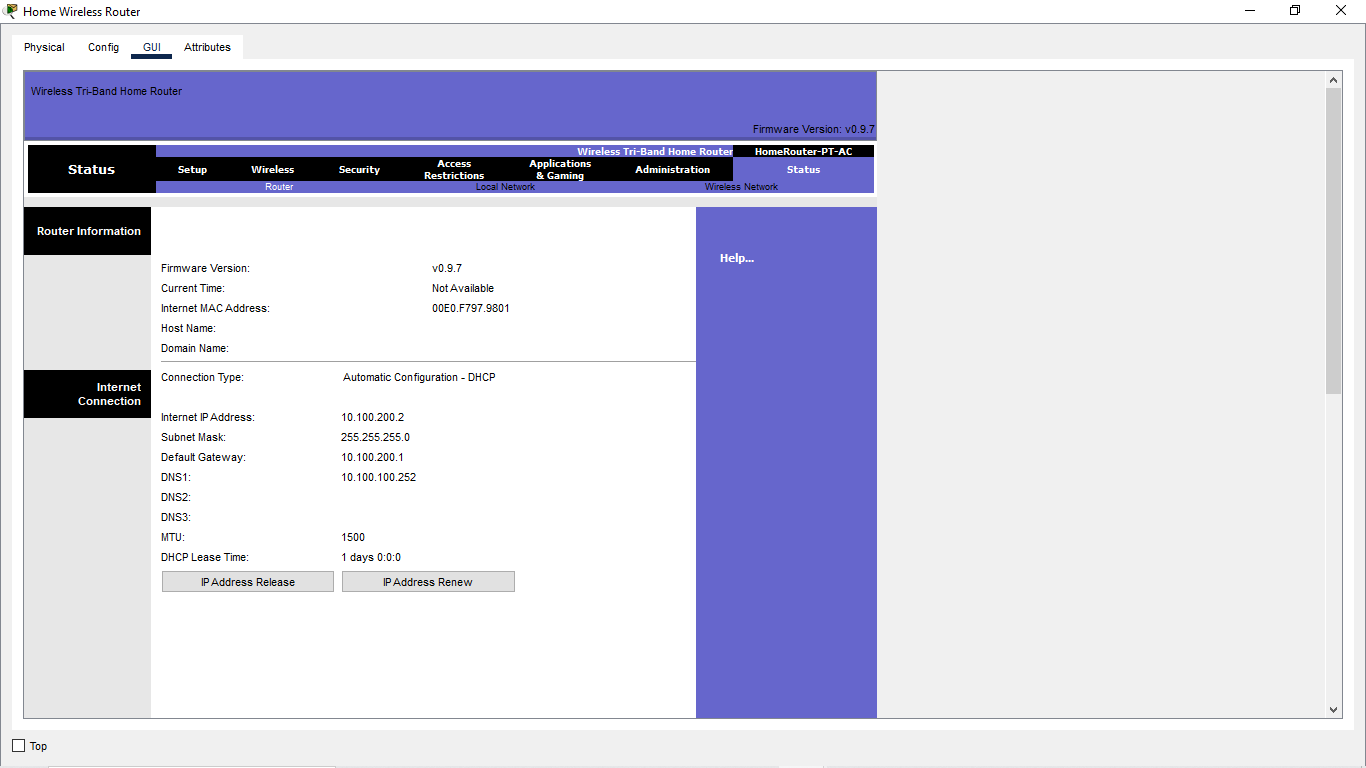 Home Wireless Router
Physical Config GUI Attributes
Wireless Tri-Band Home Router
Firmware Version: v0.9.7
Wireless Tri-Band Home Router HomeRouter-PT-AC
Status
Setup Wireless Security Access Restrictions Applications & Gaming Administration Status
Router Local Network Wireless Network
Router Information
Help...
Firmware Version: v0.9.7
Current Time: Not Available
Internet MAC Address: 00E0.F797.9801
Host Name:
Domain Name:
Internet Connection
Connection Type: Automatic Configuration - DHCP
Internet IP Address: 10.100.200.2
Subnet Mask: 255.255.255.0
Default Gateway: 10.100.200.1
DNS1: 10.100.100.252
DNS2:
DNS3:
MTU: 1500
DHCP Lease Time: 1 days 0:0:0
IP Address Release IP Address Renew
Top